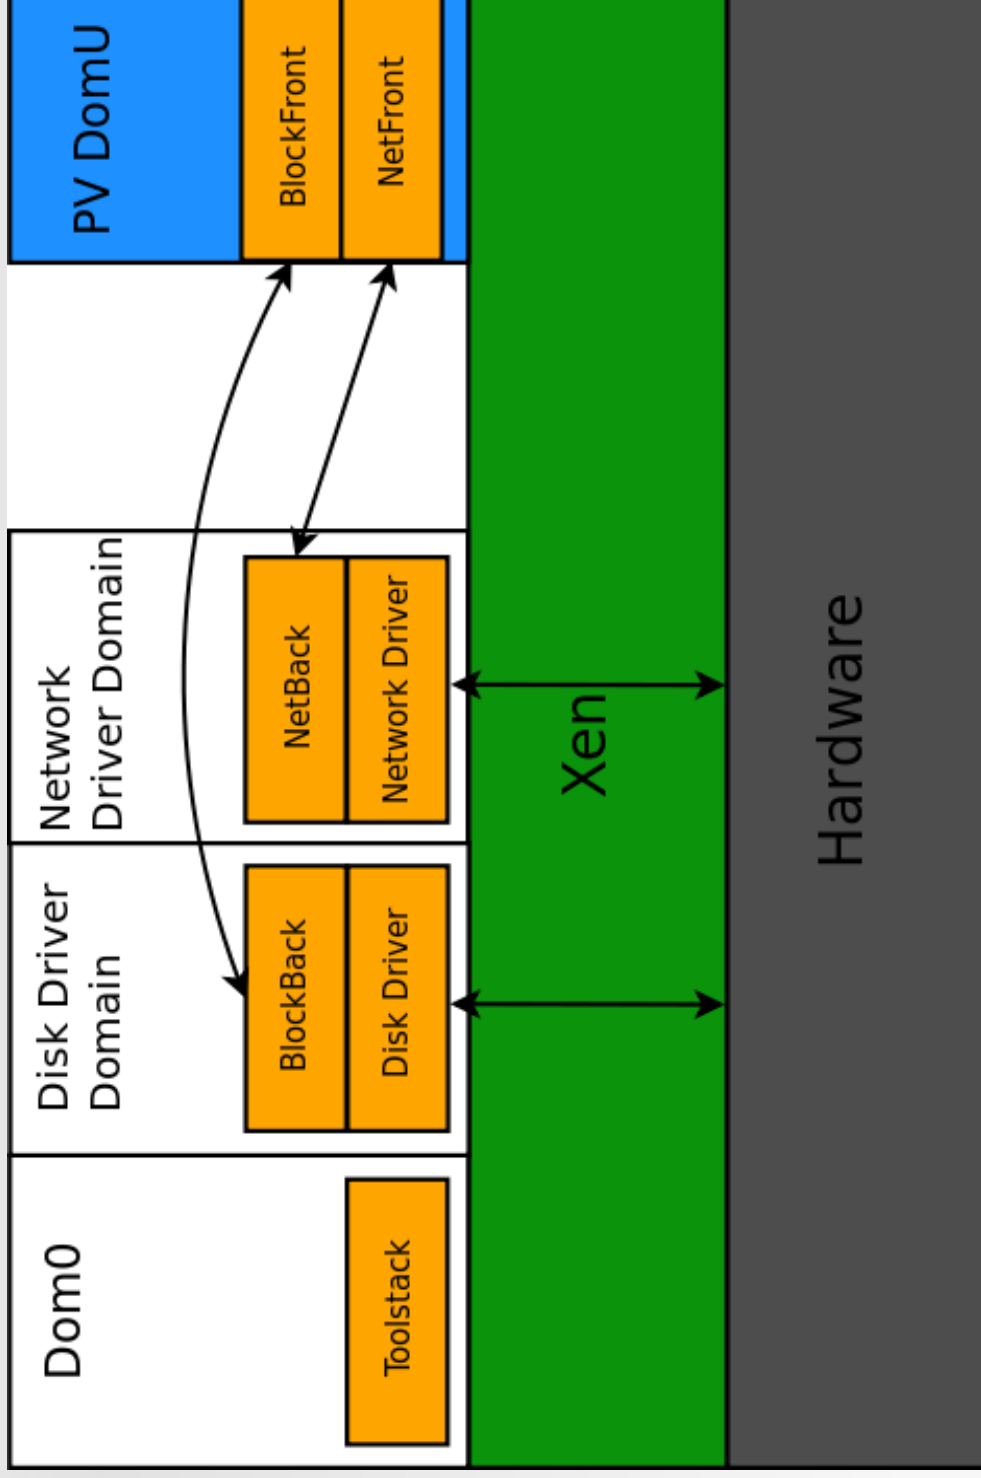 Dom0
Toolstack
Disk Driver
Domain
BlockBack
Disk Driver
Network
Driver Domain
NetBack
Network Driver
PV DomU
BlockFront
NetFront
Xen
Hardware